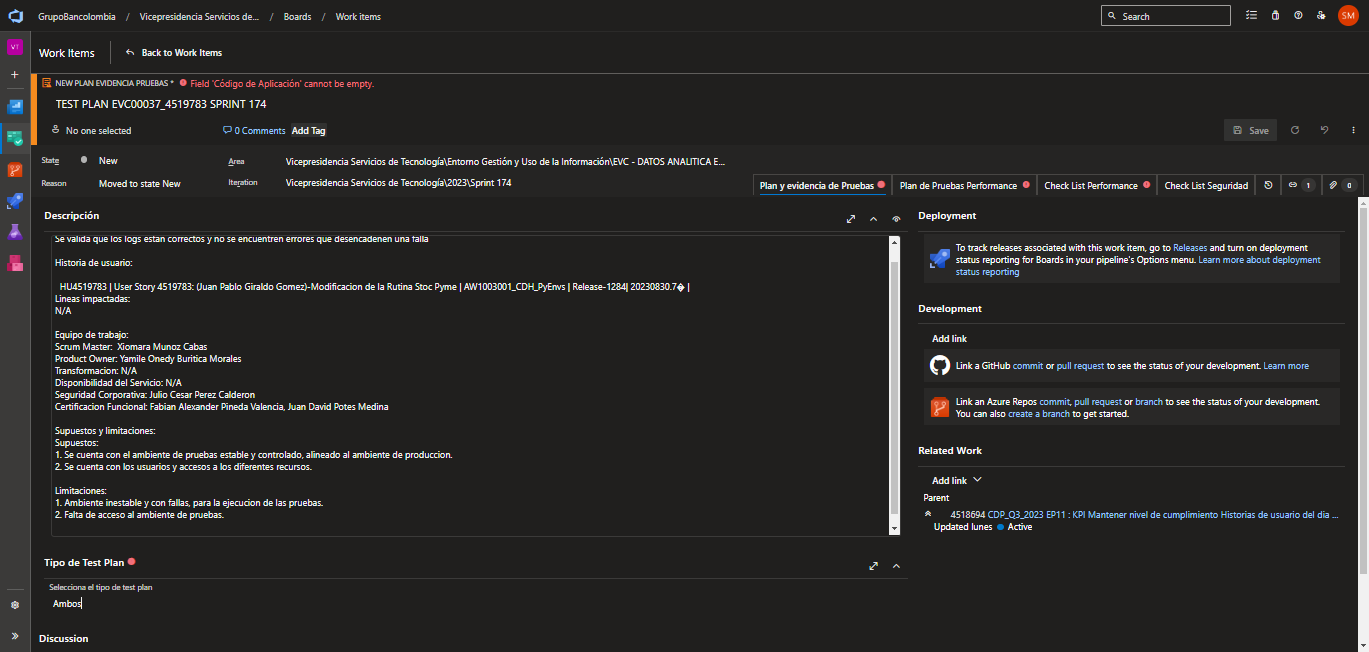 GrupoBancolombia / Vicepresidencia Servicios de... / Boards / Work items
Search
SM
VT
Work Items
Back to Work Items
NEW PLAN EVIDENCIA PRUEBAS * Field 'Código de Aplicación' cannot be empty.
TEST PLAN EVC00037_4519783 SPRINT 174
No one selected
0 Comments
Add Tag
Save
State
New
Area
Vicepresidencia Servicios de Tecnología\Entorno Gestión y Uso de la Información\EVC - DATOS ANALITICA E...
Reason
Moved to state New
Iteration
Vicepresidencia Servicios de Tecnología\2023\Sprint 174
Plan y evidencia de Pruebas
Plan de Pruebas Performance
Check List Performance
Check List Seguridad
1
0
Descripción
Se valida que los logs estan correctos y no se encuentren errores que desencadenen una falla
Historia de usuario:
HU4519783 | User Story 4519783: (Juan Pablo Giraldo Gomez)-Modificacion de la Rutina Stoc Pyme | AW1003001_CDH_PyEnvs | Release-1284| 20230830.7� |
Lineas impactadas:
N/A
Equipo de trabajo:
Scrum Master:  Xiomara Munoz Cabas
Product Owner: Yamile Onedy Buritica Morales
Transformacion: N/A
Disponibilidad del Servicio: N/A
Seguridad Corporativa: Julio Cesar Perez Calderon
Certificacion Funcional: Fabian Alexander Pineda Valencia, Juan David Potes Medina
Supuestos y limitaciones:
Supuestos:
1. Se cuenta con el ambiente de pruebas estable y controlado, alineado al ambiente de produccion.
2. Se cuenta con los usuarios y accesos a los diferentes recursos.
Limitaciones:
1. Ambiente inestable y con fallas, para la ejecucion de las pruebas.
2. Falta de acceso al ambiente de pruebas.
Tipo de Test Plan
Selecciona el tipo de test plan
Ambos
Discussion
Deployment
To track releases associated with this work item, go to Releases and turn on deployment
status reporting for Boards in your pipeline's Options menu. Learn more about deployment
status reporting
Development
Add link
Link a GitHub commit or pull request to see the status of your development. Learn more
Link an Azure Repos commit, pull request or branch to see the status of your development.
You can also create a branch to get started.
Related Work
Add link
Parent
4518694 CDP_Q3_2023 EP11 : KPI Mantener nivel de cumplimiento Historias de usuario del dia ...
Updated lunes Active